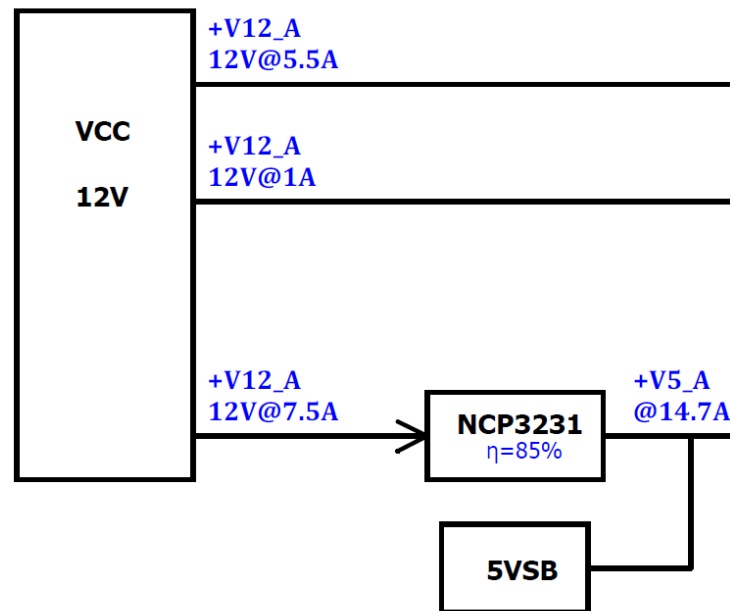 +V12_A
12V@5.5A
VCC
12V
+V12_A
12V@1A
+V12_A
12V@7.5A
NCP3231
η=85%
+V5_A
@14.7A
5VSB